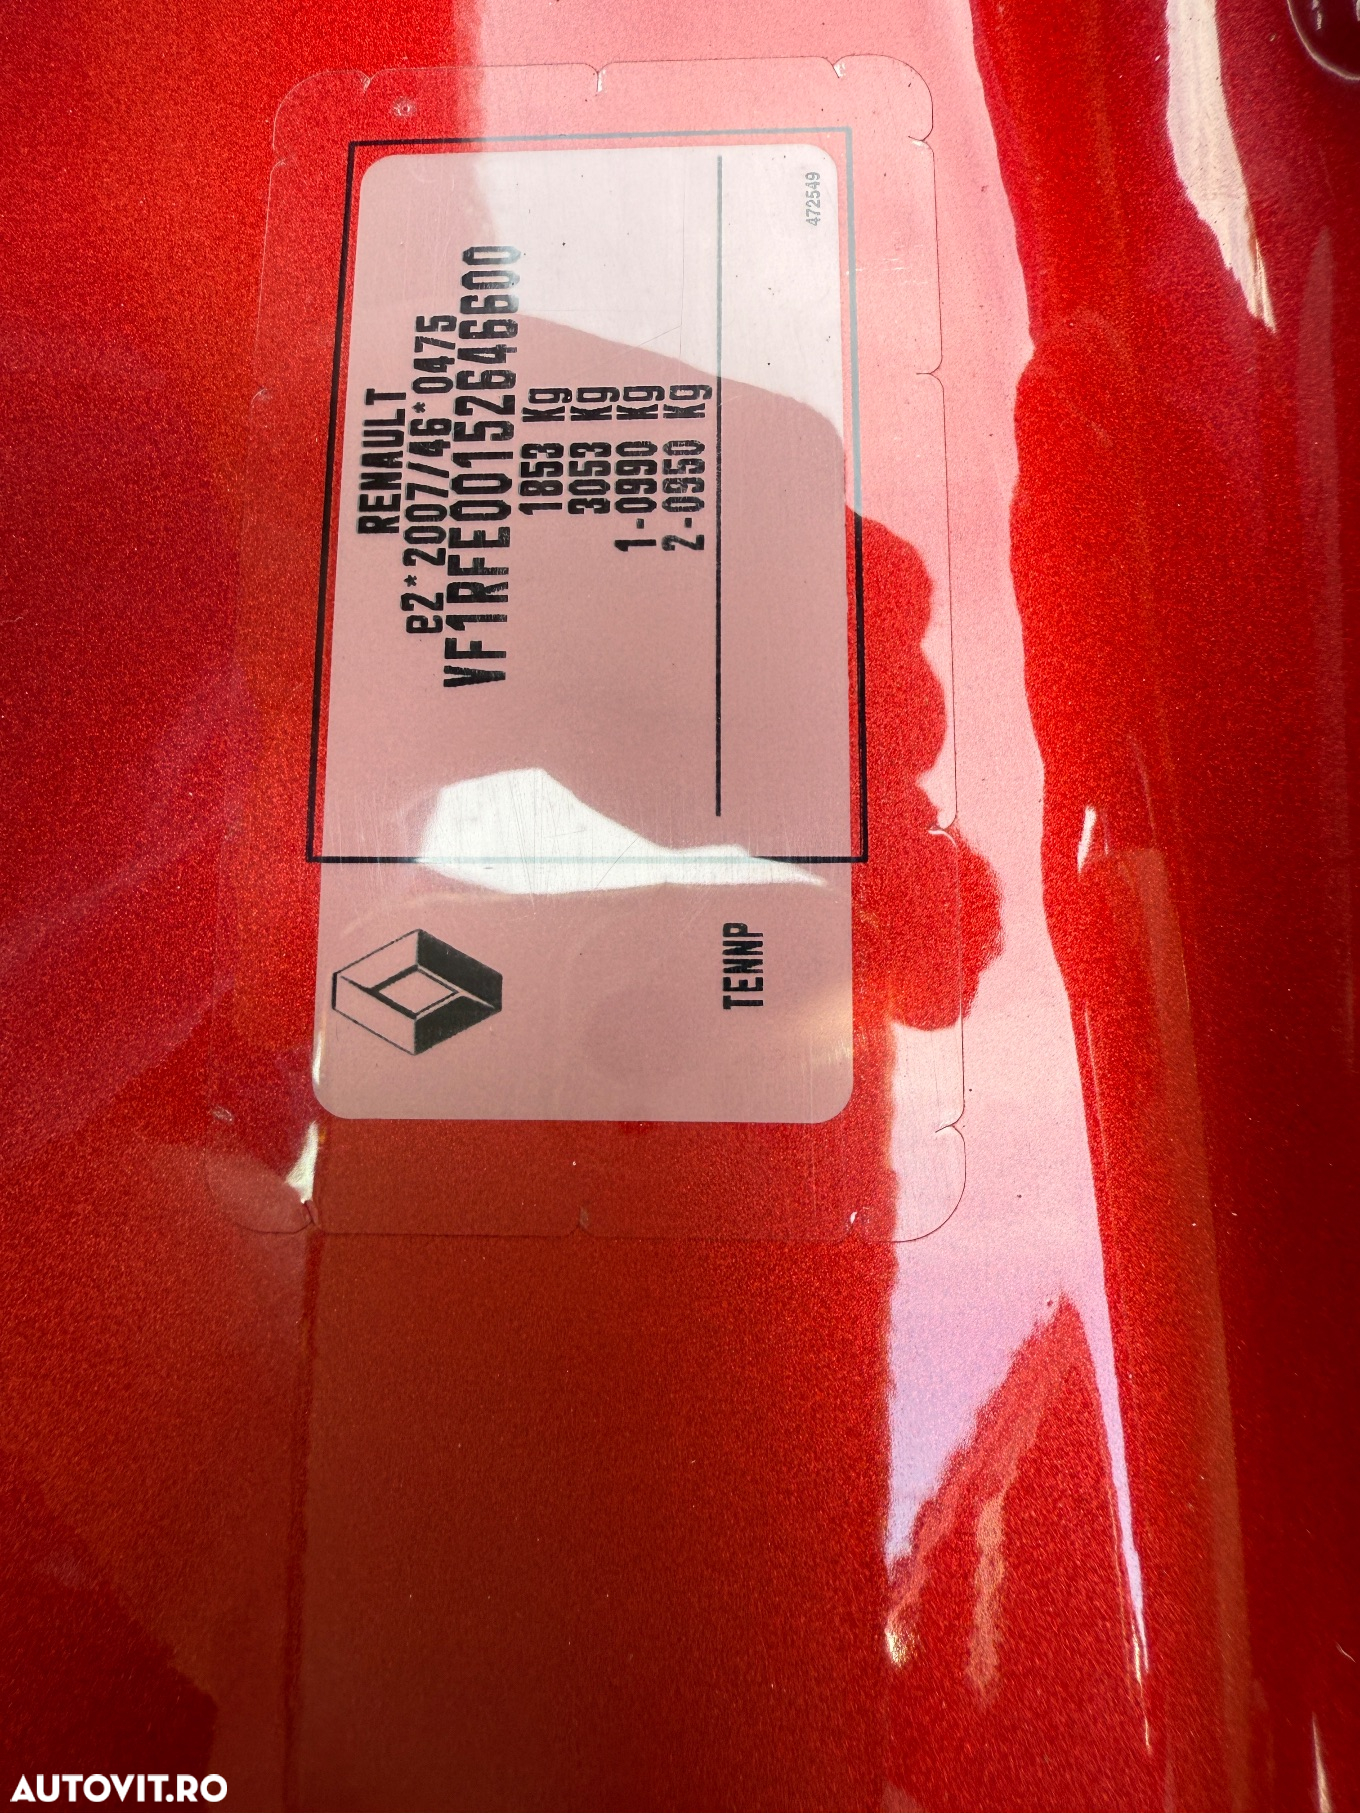 RENAULT
e2*2007/46*0475
VF1RFE00152646600
1853 Kg
3053 Kg
1-0990 Kg
2-0950 Kg
472549
TENNP
AUTOVIT.RO